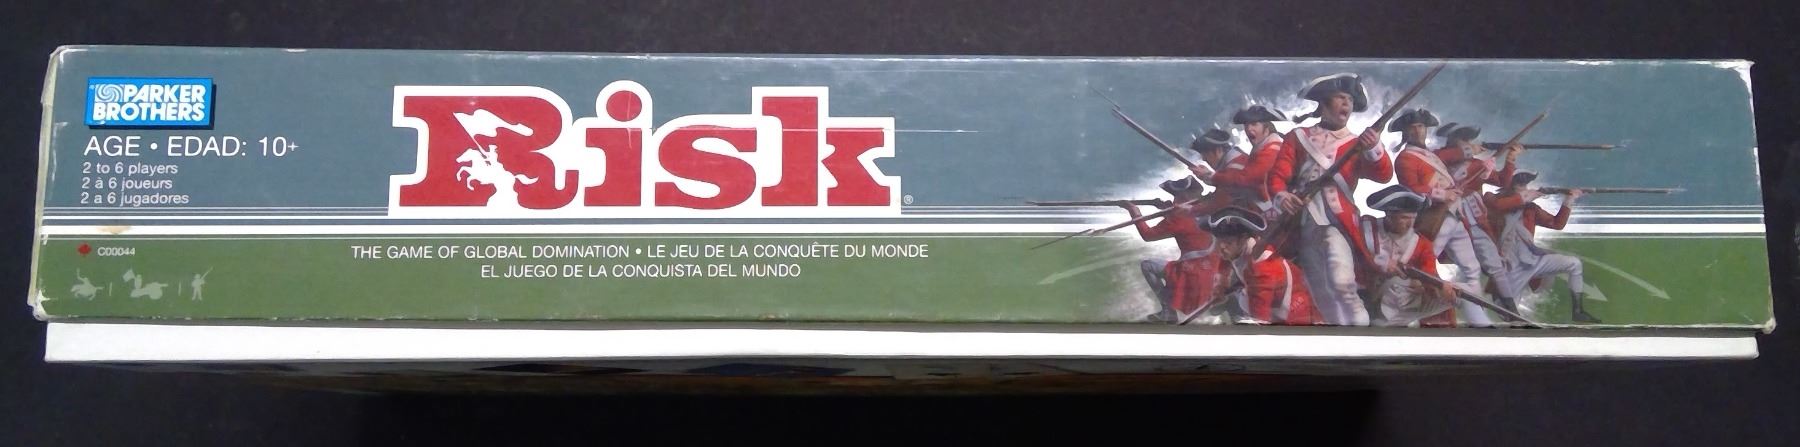 PARKER
BROTHERS
AGE • EDAD: 10+
2 to 6 players
2 à 6 joueurs
2 a 6 jugadores
C00044
Risk®
THE GAME OF GLOBAL DOMINATION • LE JEU DE LA CONQUÊTE DU MONDE
EL JUEGO DE LA CONQUISTA DEL MUNDO